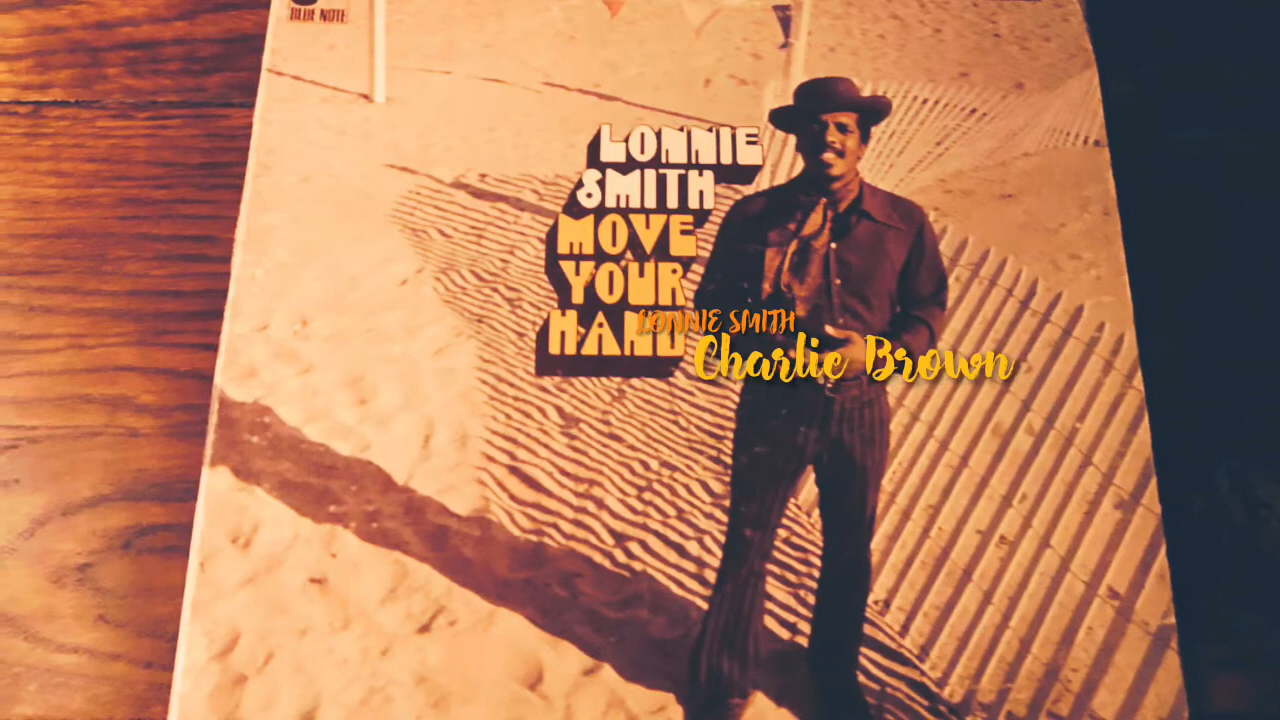 BLUE NOTE
LONNIE
SMITH
MOVE
YOUR
HAND
LONNIE SMITH
Charlie Brown